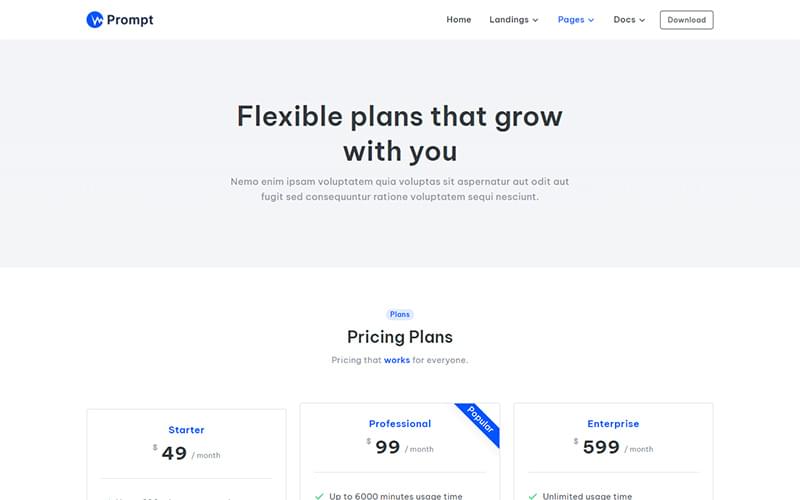 Prompt
Home Landings Pages Docs Download
Flexible plans that grow
with you
Nemo enim ipsam voluptatem quia voluptas sit aspernatur aut odit aut
fugit sed consequuntur ratione voluptatem sequi nesciunt.
Plans
Pricing Plans
Pricing that works for everyone.
Starter
$ 49 / month
Popular
Professional
$ 99 / month
Up to 6000 minutes usage time
Enterprise
$ 599 / month
Unlimited usage time